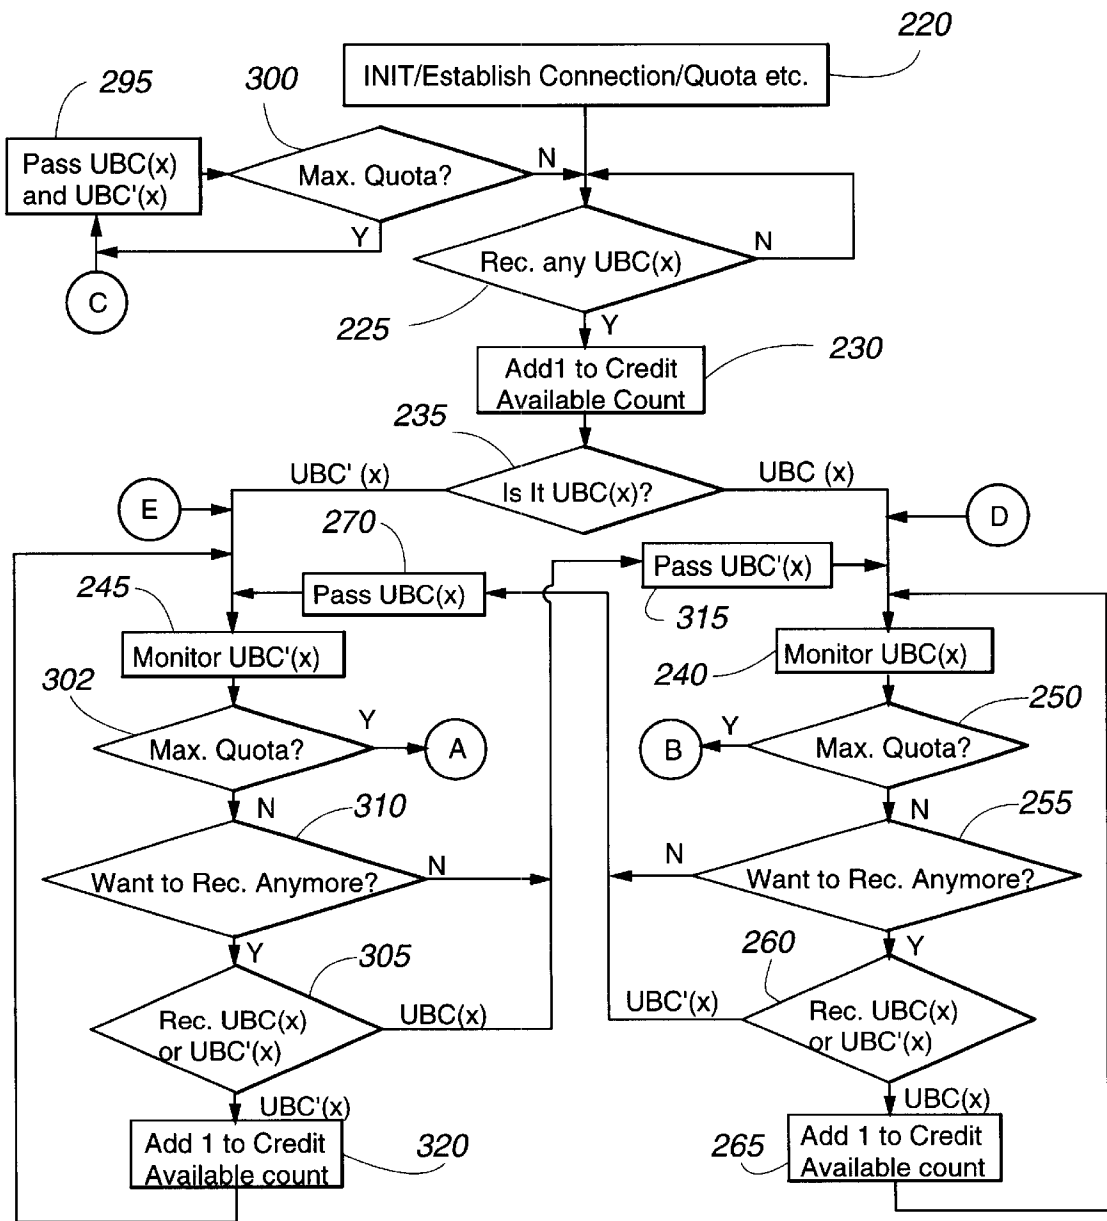 220
INIT/Establish Connection/Quota etc.
295
300
Pass UBC(x)
and UBC'(x)
Max. Quota?
N
Y
C
Rec. any UBC(x)
N
225
Y
230
Add1 to Credit
Available Count
235
UBC' (x)
Is It UBC(x)?
UBC (x)
E
D
270
Pass UBC(x)
Pass UBC'(x)
315
245
Monitor UBC'(x)
240
Monitor UBC(x)
302
Max. Quota?
Y
A
250
Y
B
Max. Quota?
N
310
Want to Rec. Anymore?
N
N
255
N
Want to Rec. Anymore?
Y
305
Rec. UBC(x)
or UBC'(x)
UBC(x)
Y
260
UBC'(x)
Rec. UBC(x)
or UBC'(x)
UBC'(x)
Add 1 to Credit
Available count
320
UBC(x)
265
Add 1 to Credit
Available count